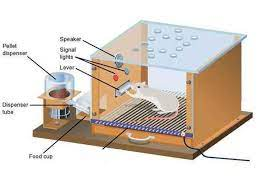 Speaker
Signal
lights
Lever
Pellet
dispenser
Dispenser
tube
Food cup